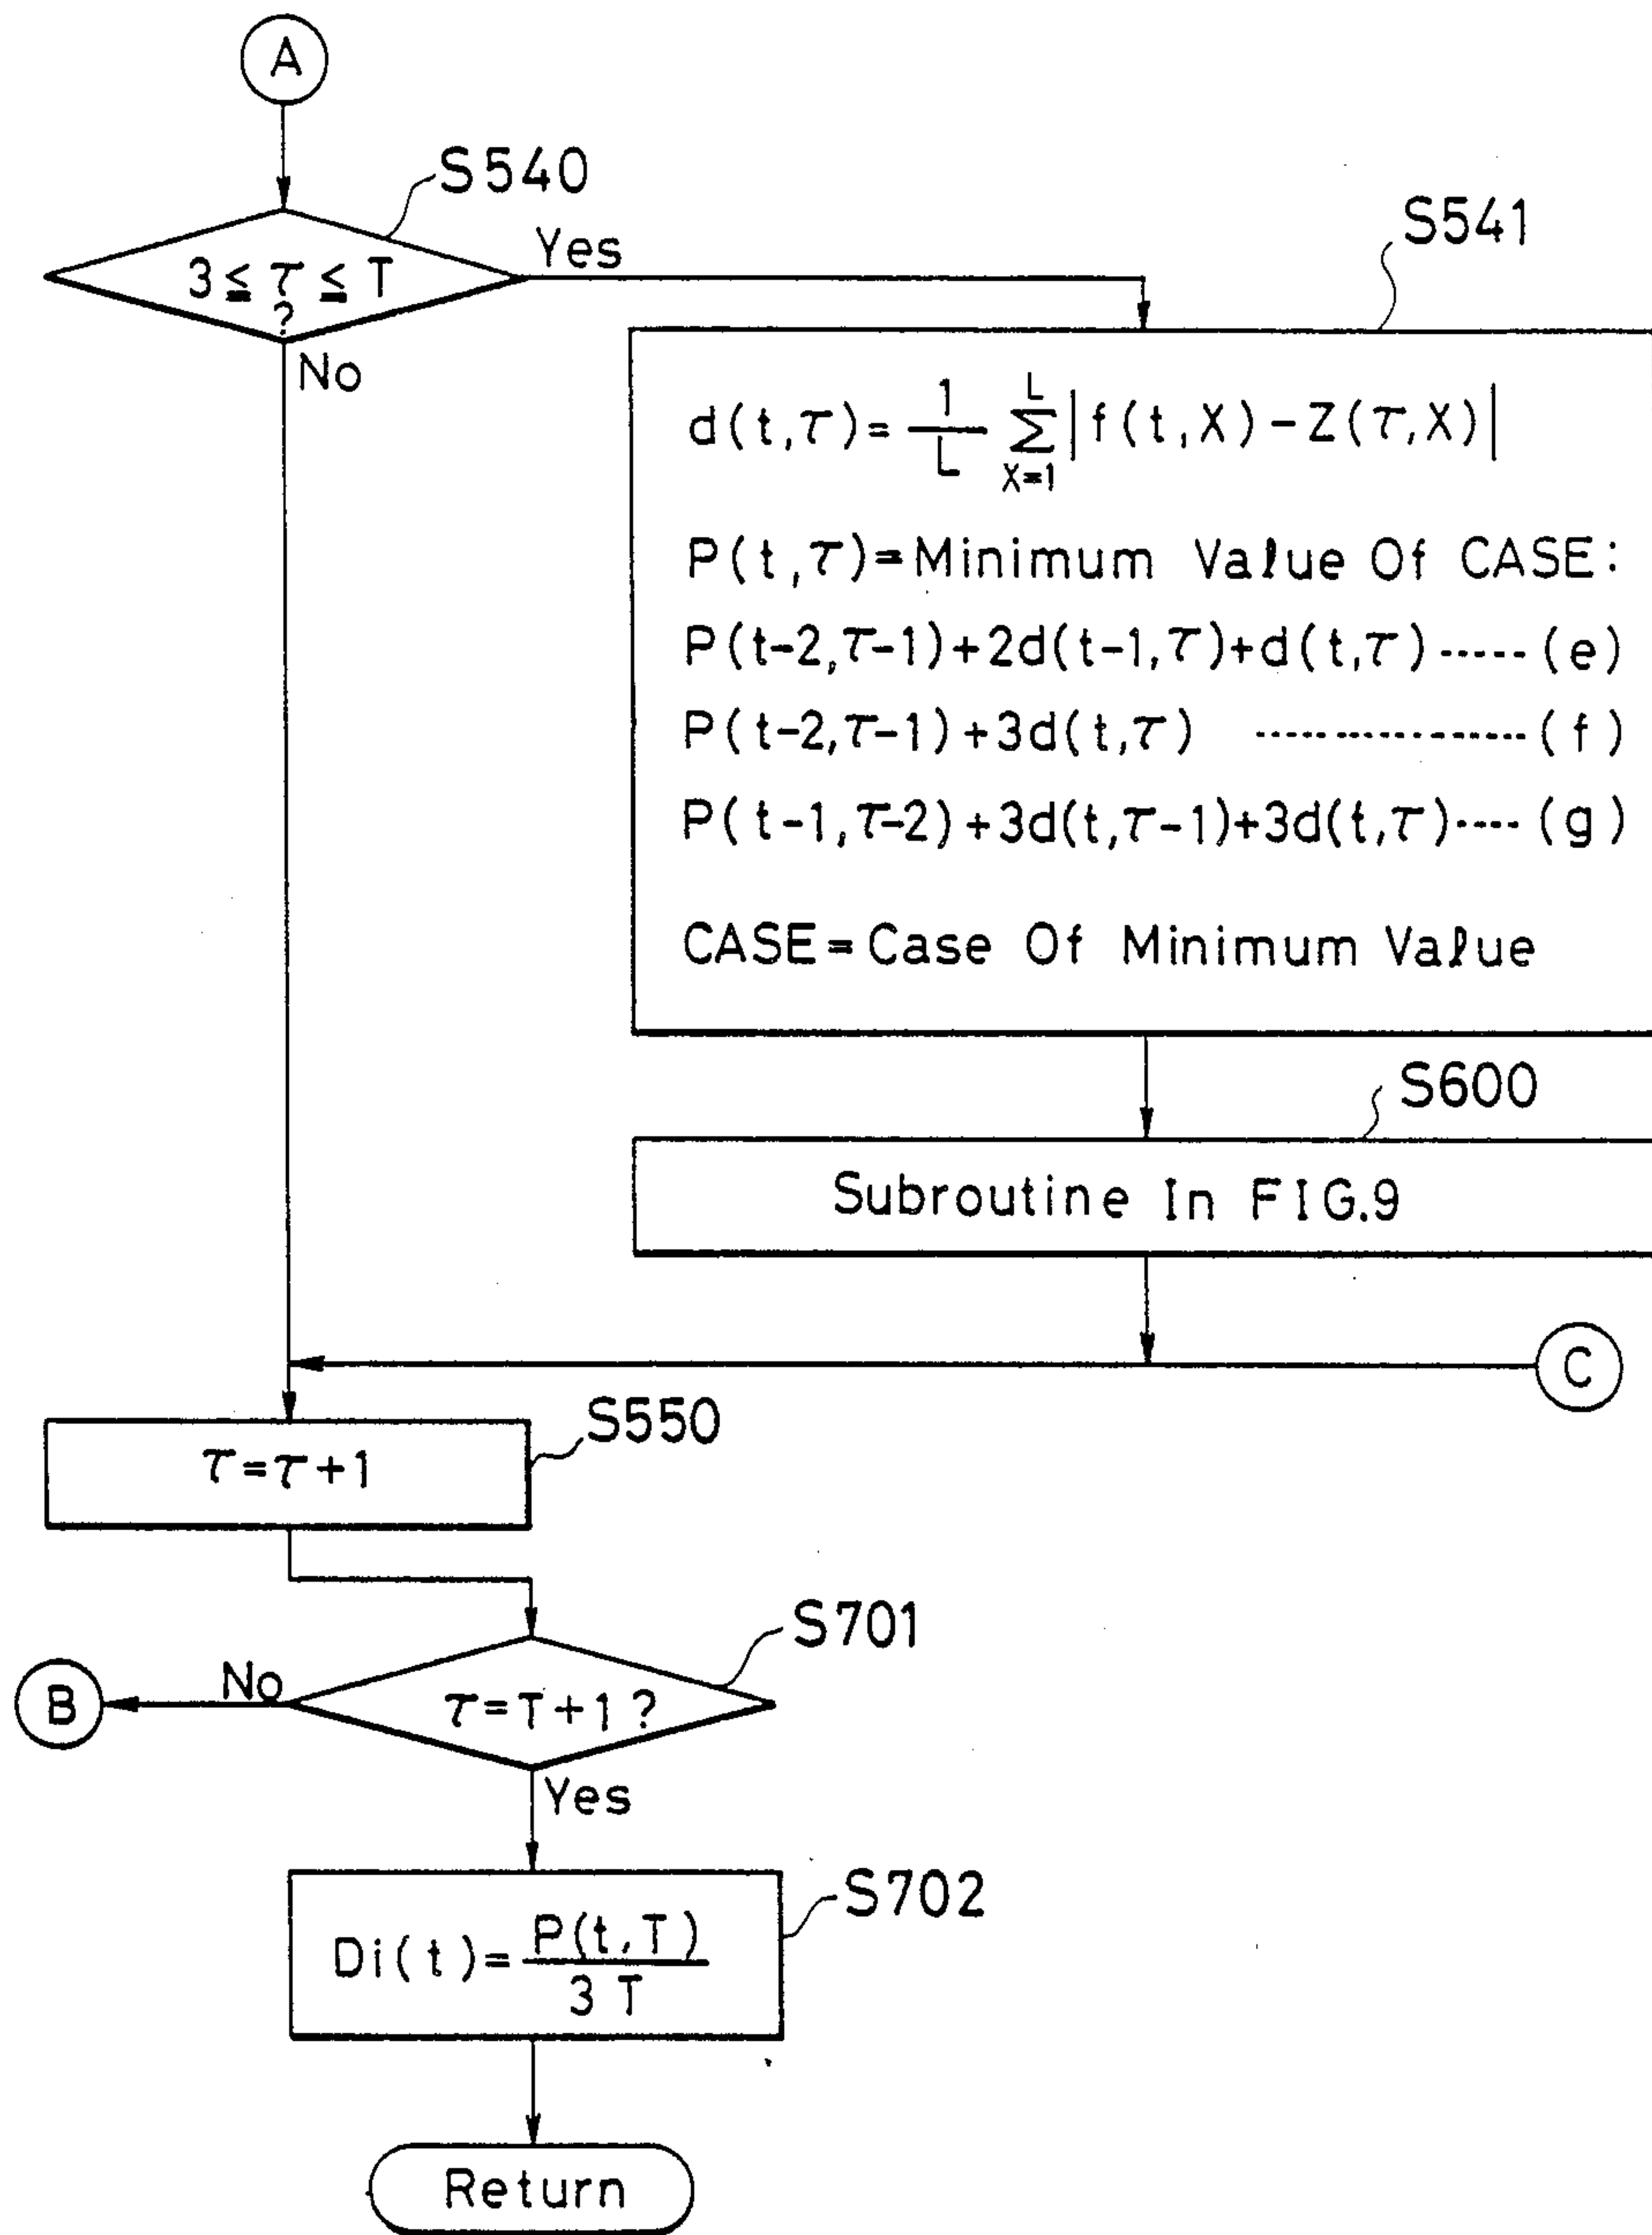 A
S540
3 ≤ τ ≤ T
?
Yes
No
S541
d(t,τ)= 1/L Σ X=1 L |f(t,X)-Z(τ,X)|
P(t,τ)=Minimum Value Of CASE:
P(t-2,τ-1)+2d(t-1,τ)+d(t,τ)-----(e)
P(t-2,τ-1)+3d(t,τ) ------------------(f)
P(t-1,τ-2)+3d(t,τ-1)+3d(t,τ)----(g)
CASE=Case Of Minimum Value
S600
Subroutine In FIG.9
C
S550
τ=τ+1
S701
B
No
τ=T+1?
Yes
S702
Di(t)= P(t,T)
3T
Return